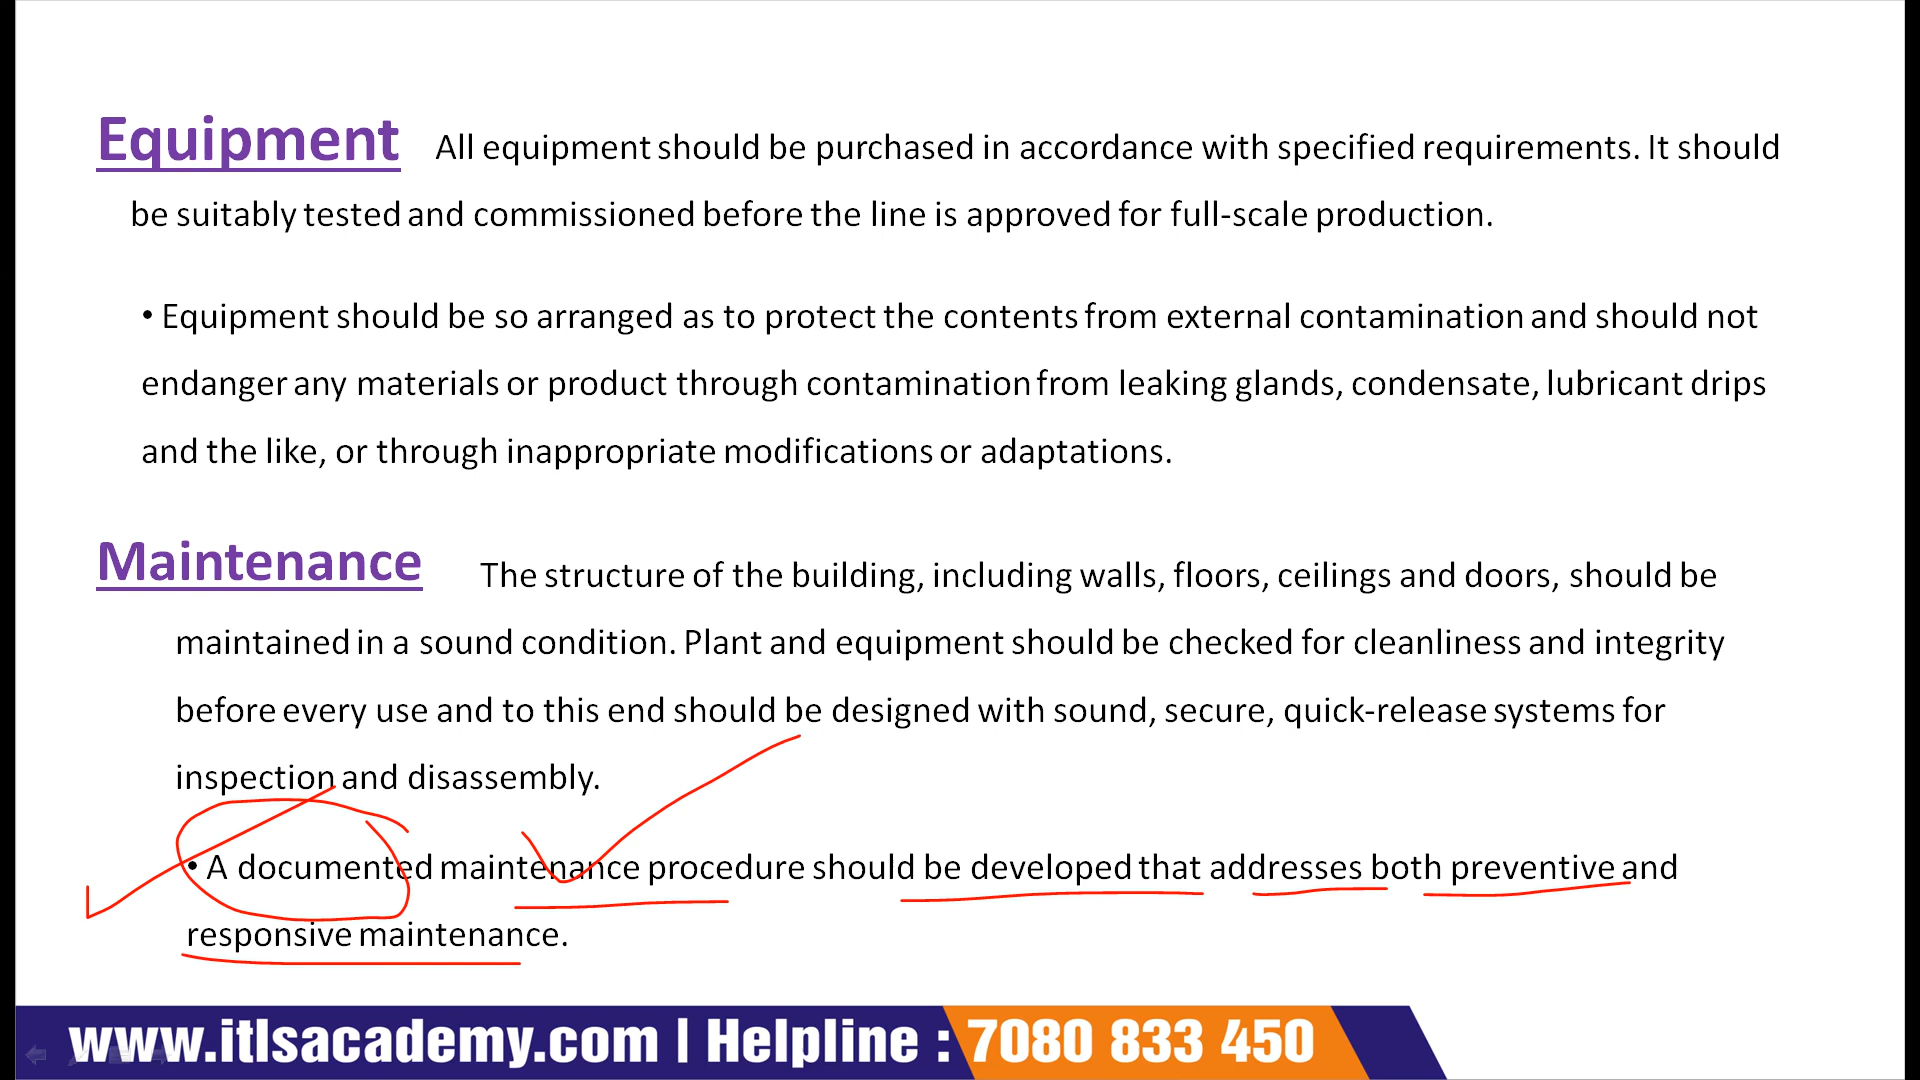 Equipment All equipment should be purchased in accordance with specified requirements. It should
be suitably tested and commissioned before the line is approved for full-scale production.
• Equipment should be so arranged as to protect the contents from external contamination and should not
endanger any materials or product through contamination from leaking glands, condensate, lubricant drips
and the like, or through inappropriate modifications or adaptations.
Maintenance The structure of the building, including walls, floors, ceilings and doors, should be
maintained in a sound condition. Plant and equipment should be checked for cleanliness and integrity
before every use and to this end should be designed with sound, secure, quick-release systems for
inspection and disassembly.
• A documented maintenance procedure should be developed that addresses both preventive and
responsive maintenance.
www.itlsacademy.com | Helpline : 7080 833 450